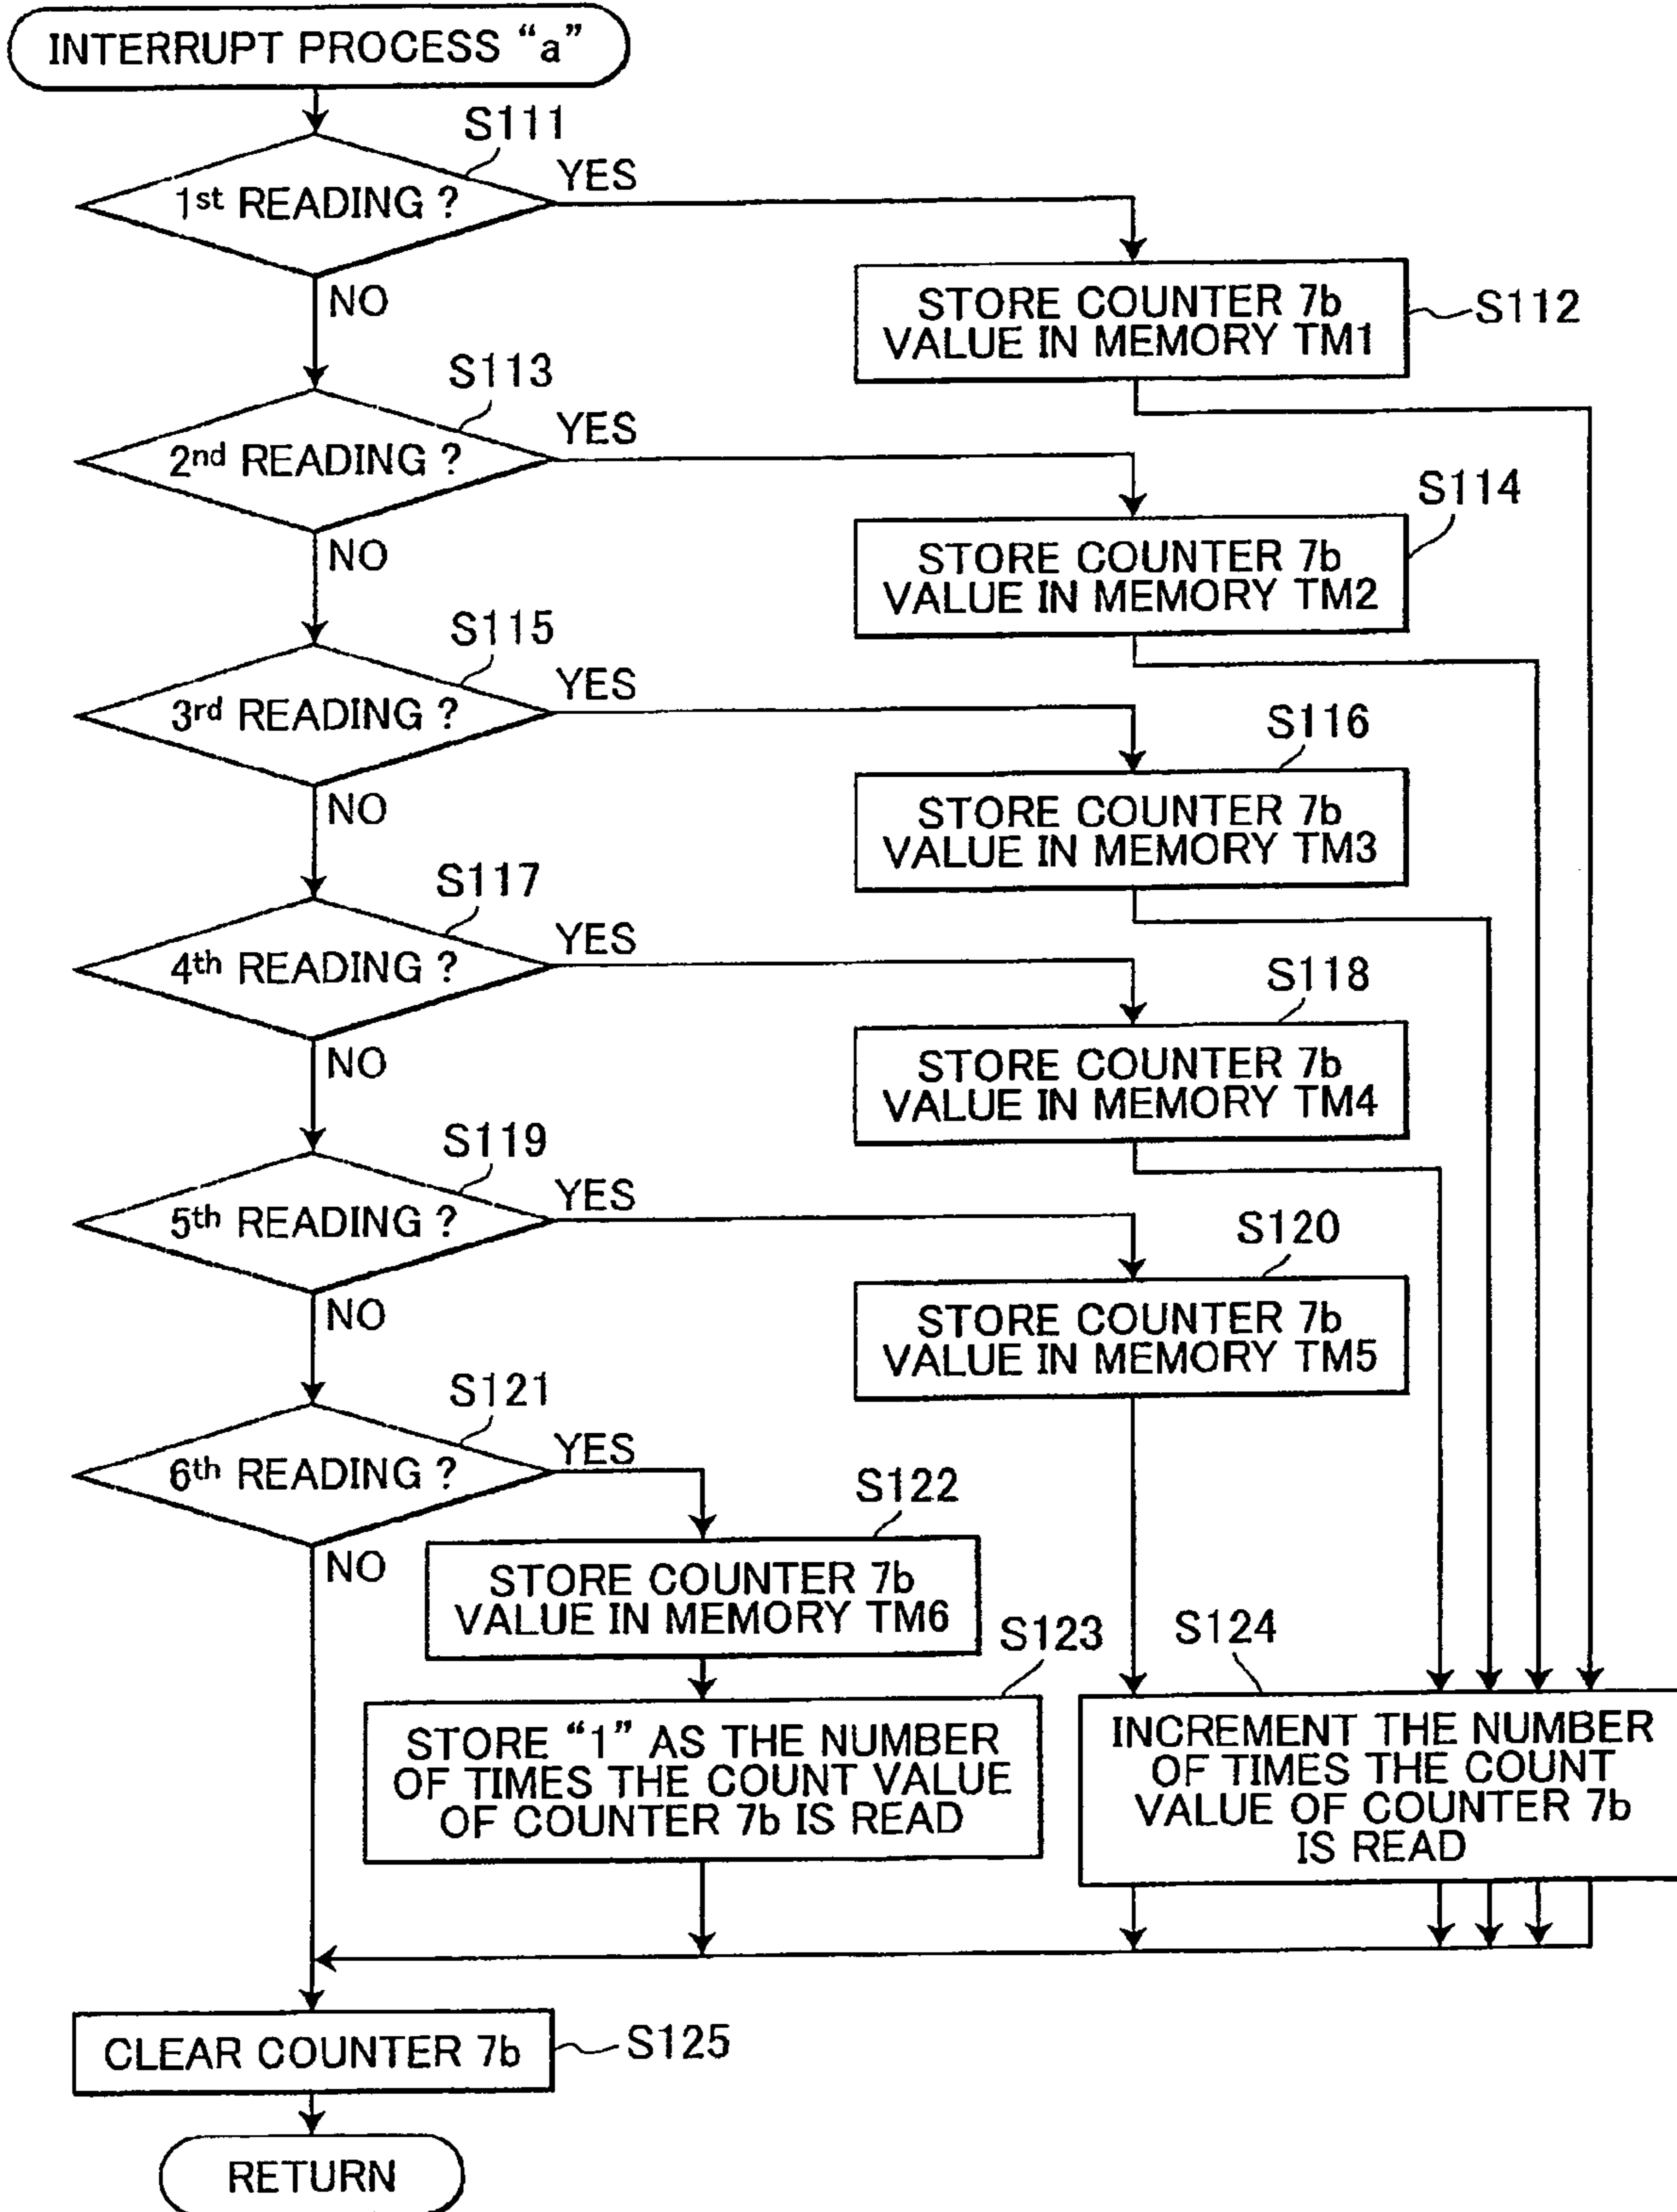 INTERRUPT PROCESS “a”
S111
1st READING ?
YES
NO
STORE COUNTER 7b
VALUE IN MEMORY TM1
S112
S113
2nd READING ?
YES
NO
S114
STORE COUNTER 7b
VALUE IN MEMORY TM2
S115
3rd READING ?
YES
NO
S116
STORE COUNTER 7b
VALUE IN MEMORY TM3
S117
4th READING ?
YES
NO
S118
STORE COUNTER 7b
VALUE IN MEMORY TM4
S119
5th READING ?
YES
NO
S120
STORE COUNTER 7b
VALUE IN MEMORY TM5
S121
6th READING ?
YES
NO
S122
STORE COUNTER 7b
VALUE IN MEMORY TM6
S123
STORE “1” AS THE NUMBER
OF TIMES THE COUNT VALUE
OF COUNTER 7b IS READ
S124
INCREMENT THE NUMBER
OF TIMES THE COUNT
VALUE OF COUNTER 7b
IS READ
CLEAR COUNTER 7b
S125
RETURN